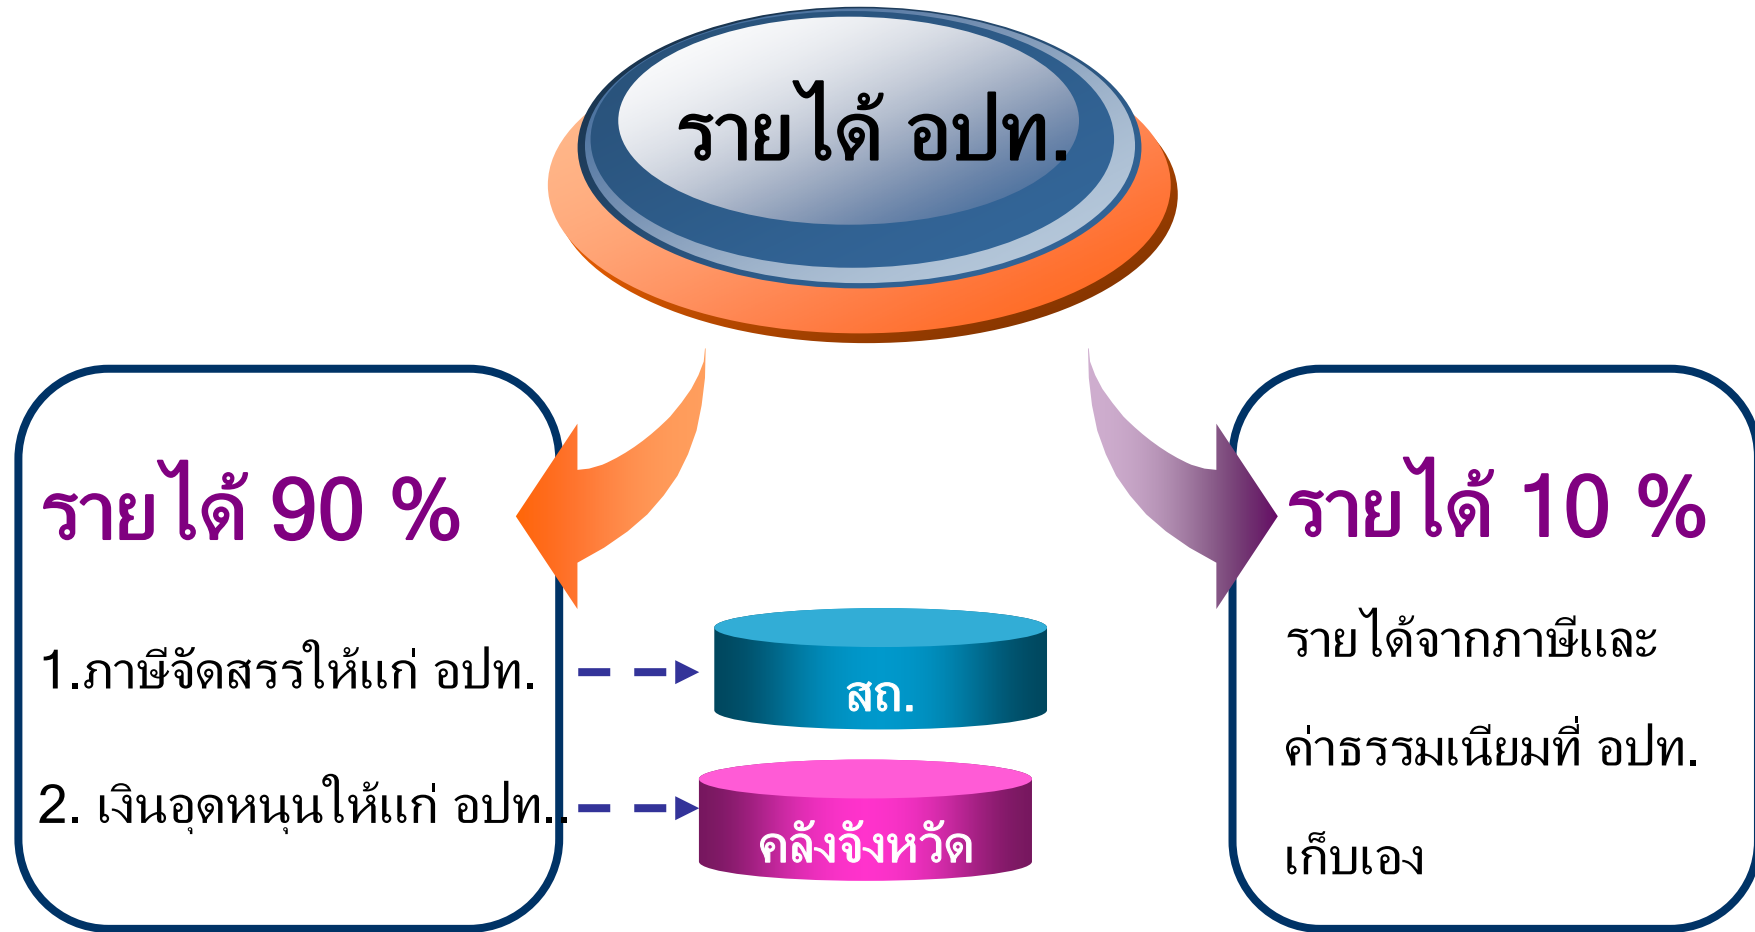 รายได้ อปท.
รายได้ 90 %
1.ภาษีจัดสรรให้แก่ อปท.
2. เงินอุดหนุนให้แก่ อปท..
สถ.
คลังจังหวัด
รายได้ 10 %
รายได้จากภาษีและ
ค่าธรรมเนียมที่ อปท.
เก็บเอง